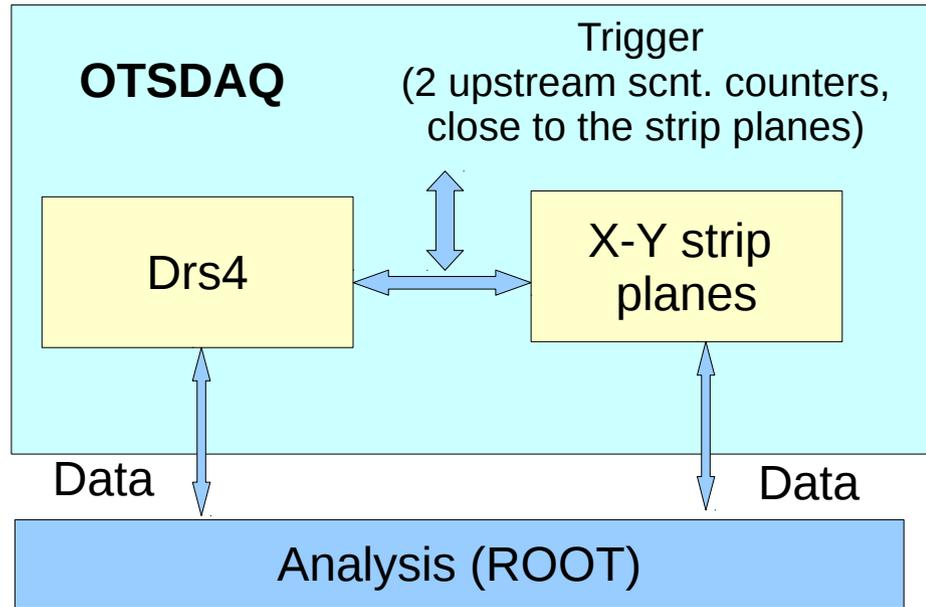 OTSDAQ
Trigger
(2 upstream scnt. counters,
close to the strip planes)
Drs4
X-Y strip
planes
Data
Data
Analysis (ROOT)